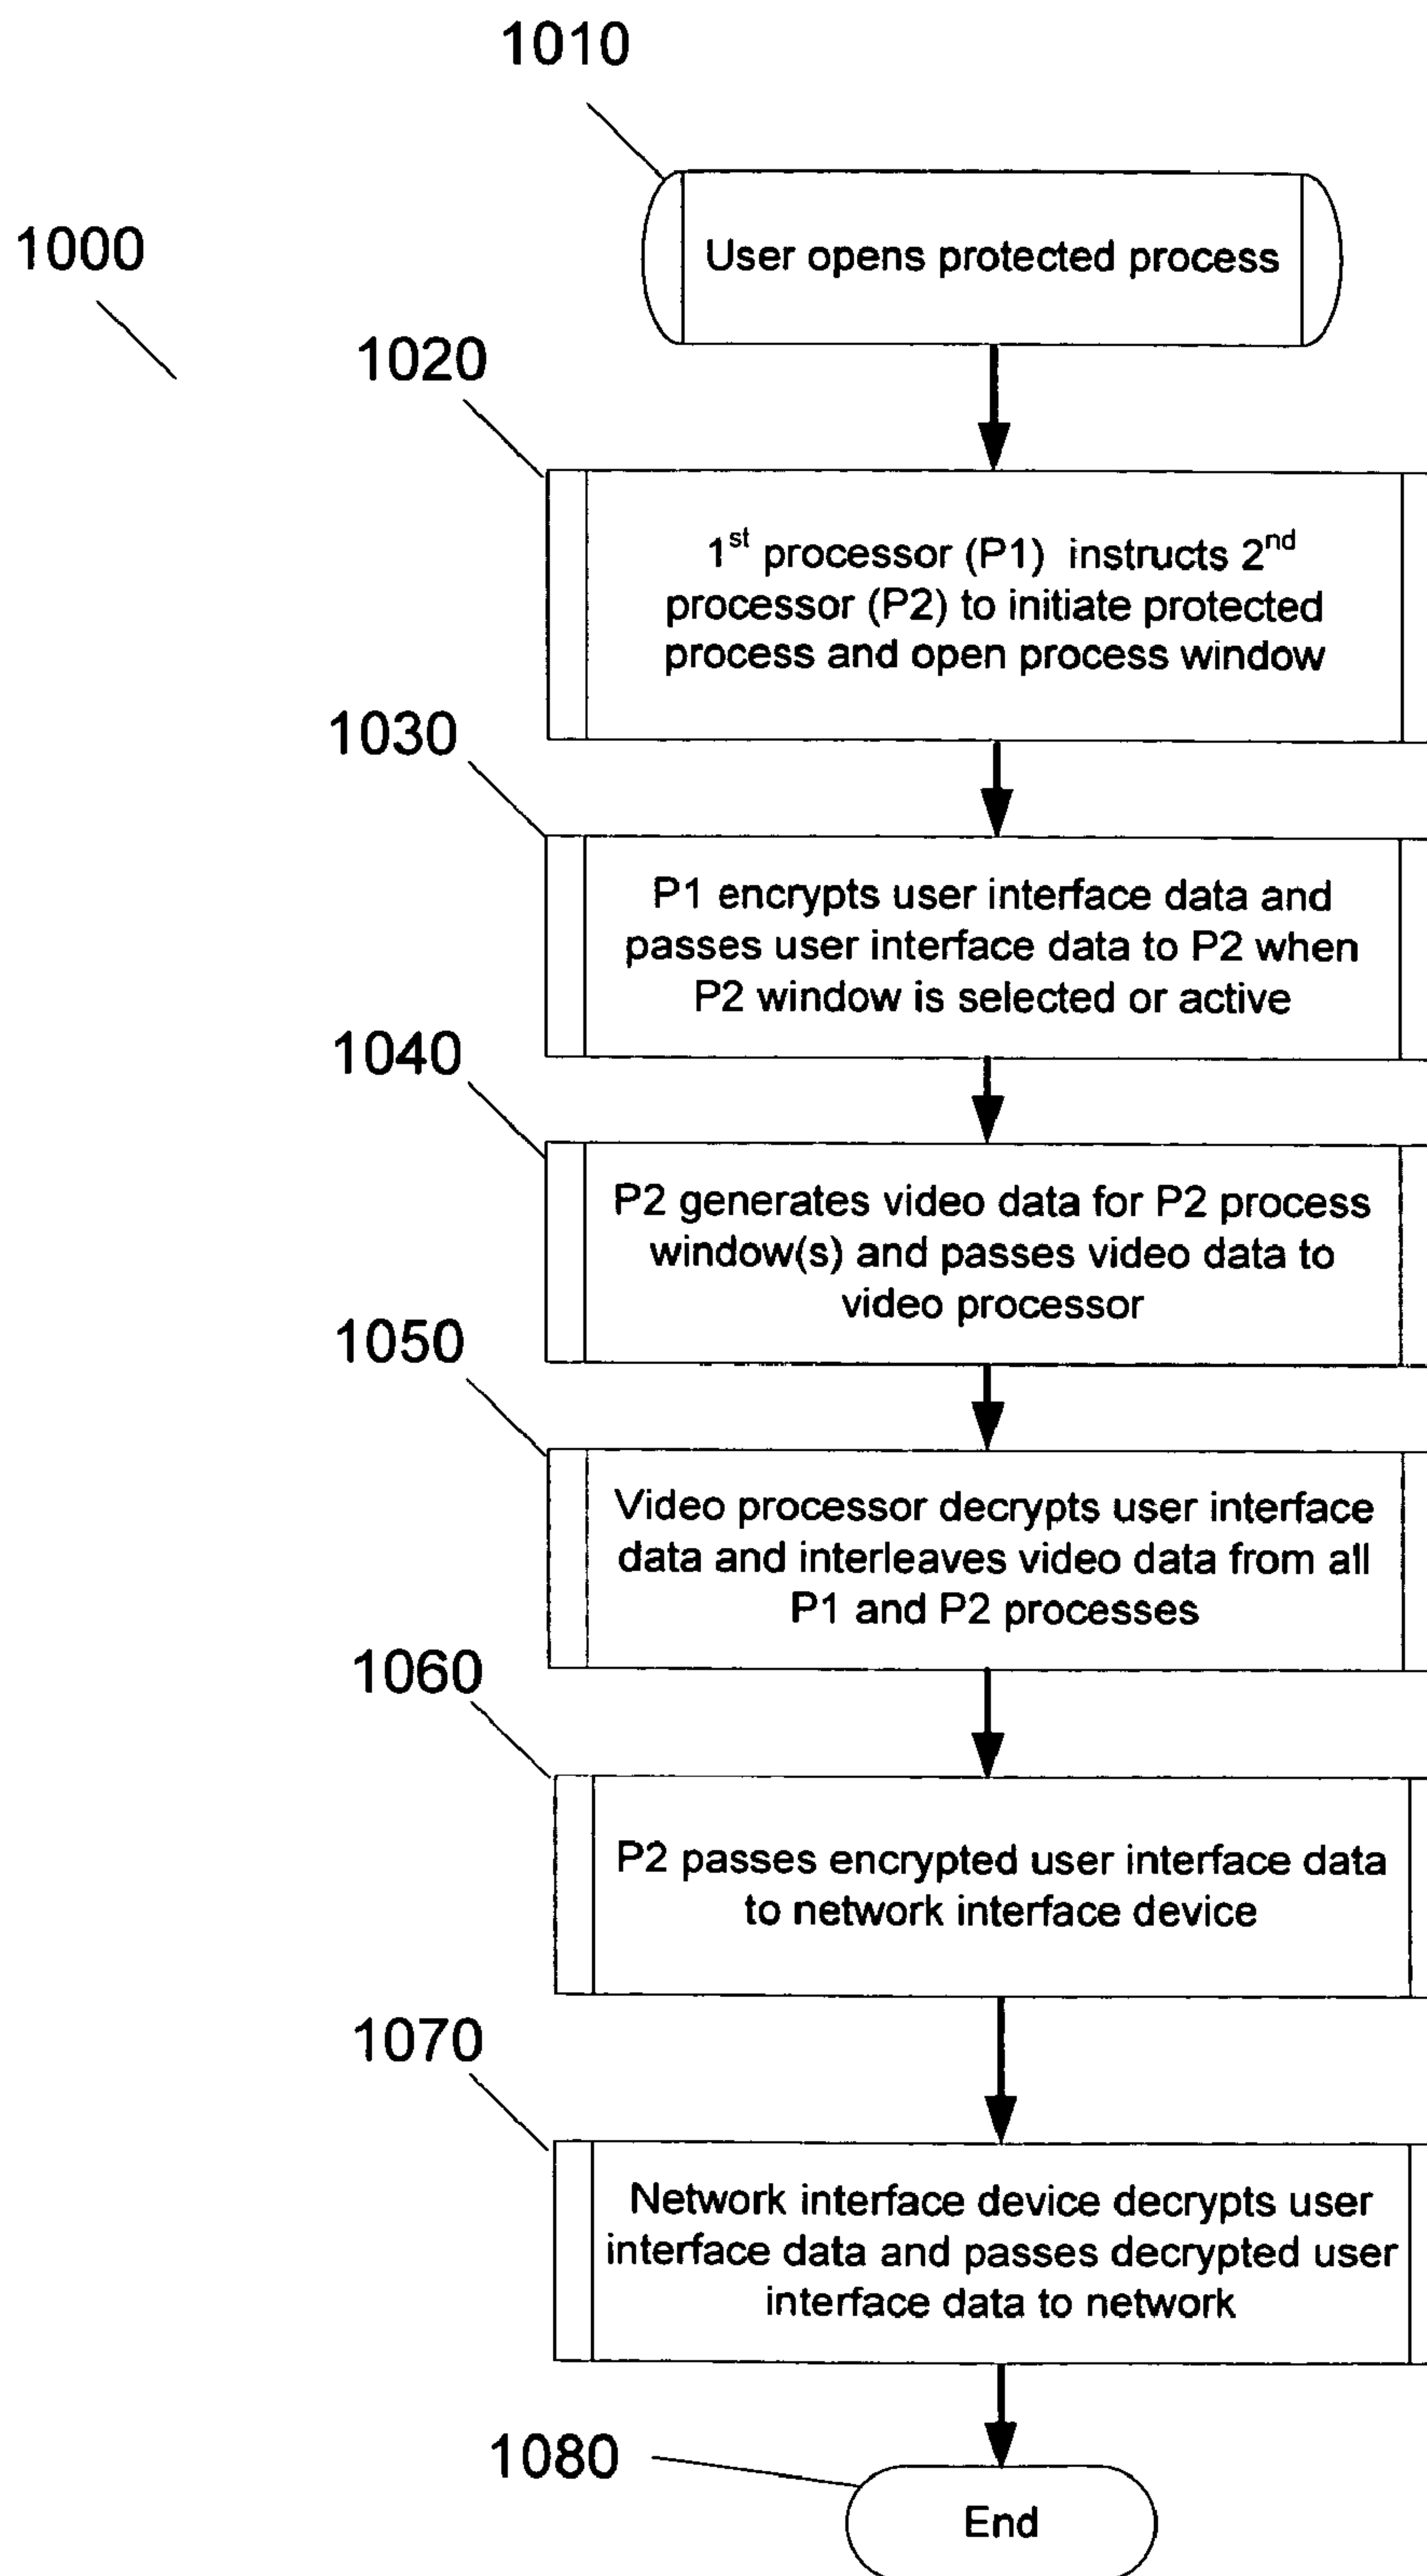 1010
1000
User opens protected process
1020
1st processor (P1) instructs 2nd
processor (P2) to initiate protected
process and open process window
1030
P1 encrypts user interface data and
passes user interface data to P2 when
P2 window is selected or active
1040
P2 generates video data for P2 process
window(s) and passes video data to
video processor
1050
Video processor decrypts user interface
data and interleaves video data from all
P1 and P2 processes
1060
P2 passes encrypted user interface data
to network interface device
1070
Network interface device decrypts user
interface data and passes decrypted user
interface data to network
1080
End